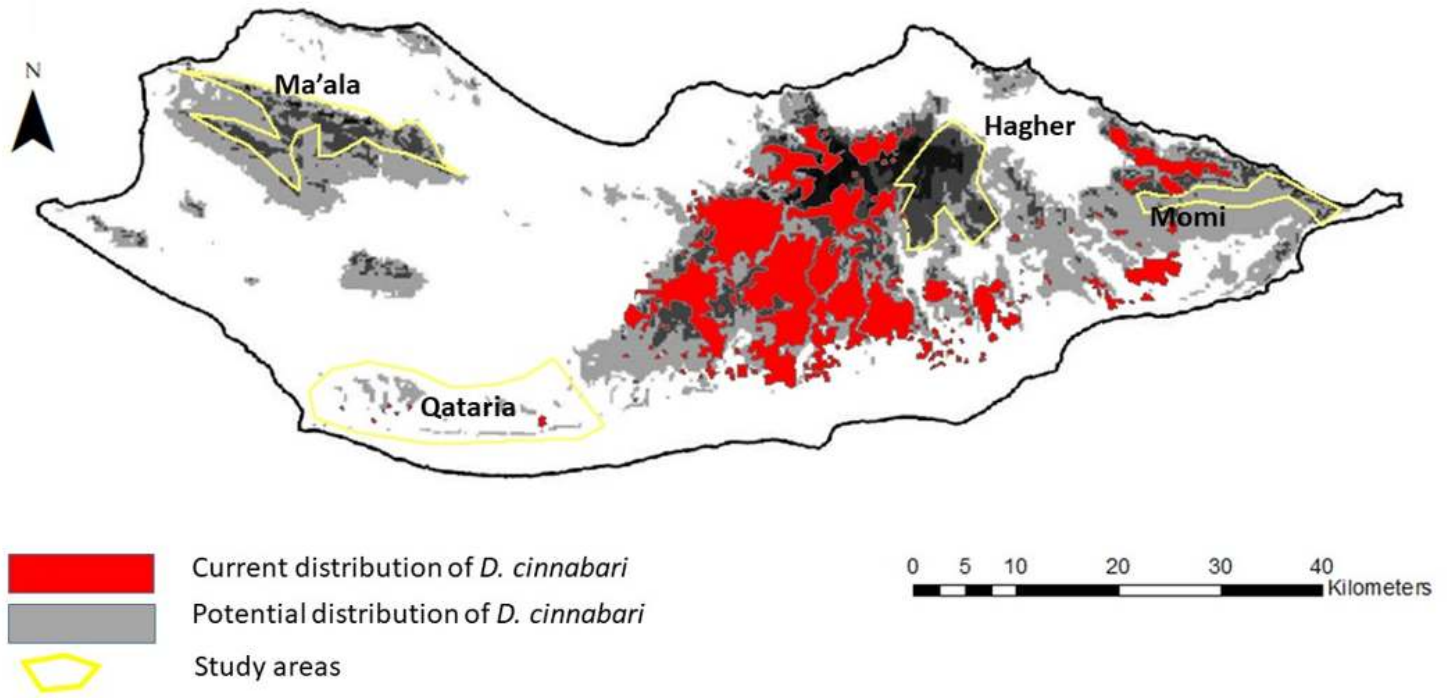 N
Ma'ala
Hagher
Momi
Qataria
Current distribution of D. cinnabari
Potential distribution of D. cinnabari
Study areas
0 5 10 20 30 40
Kilometers